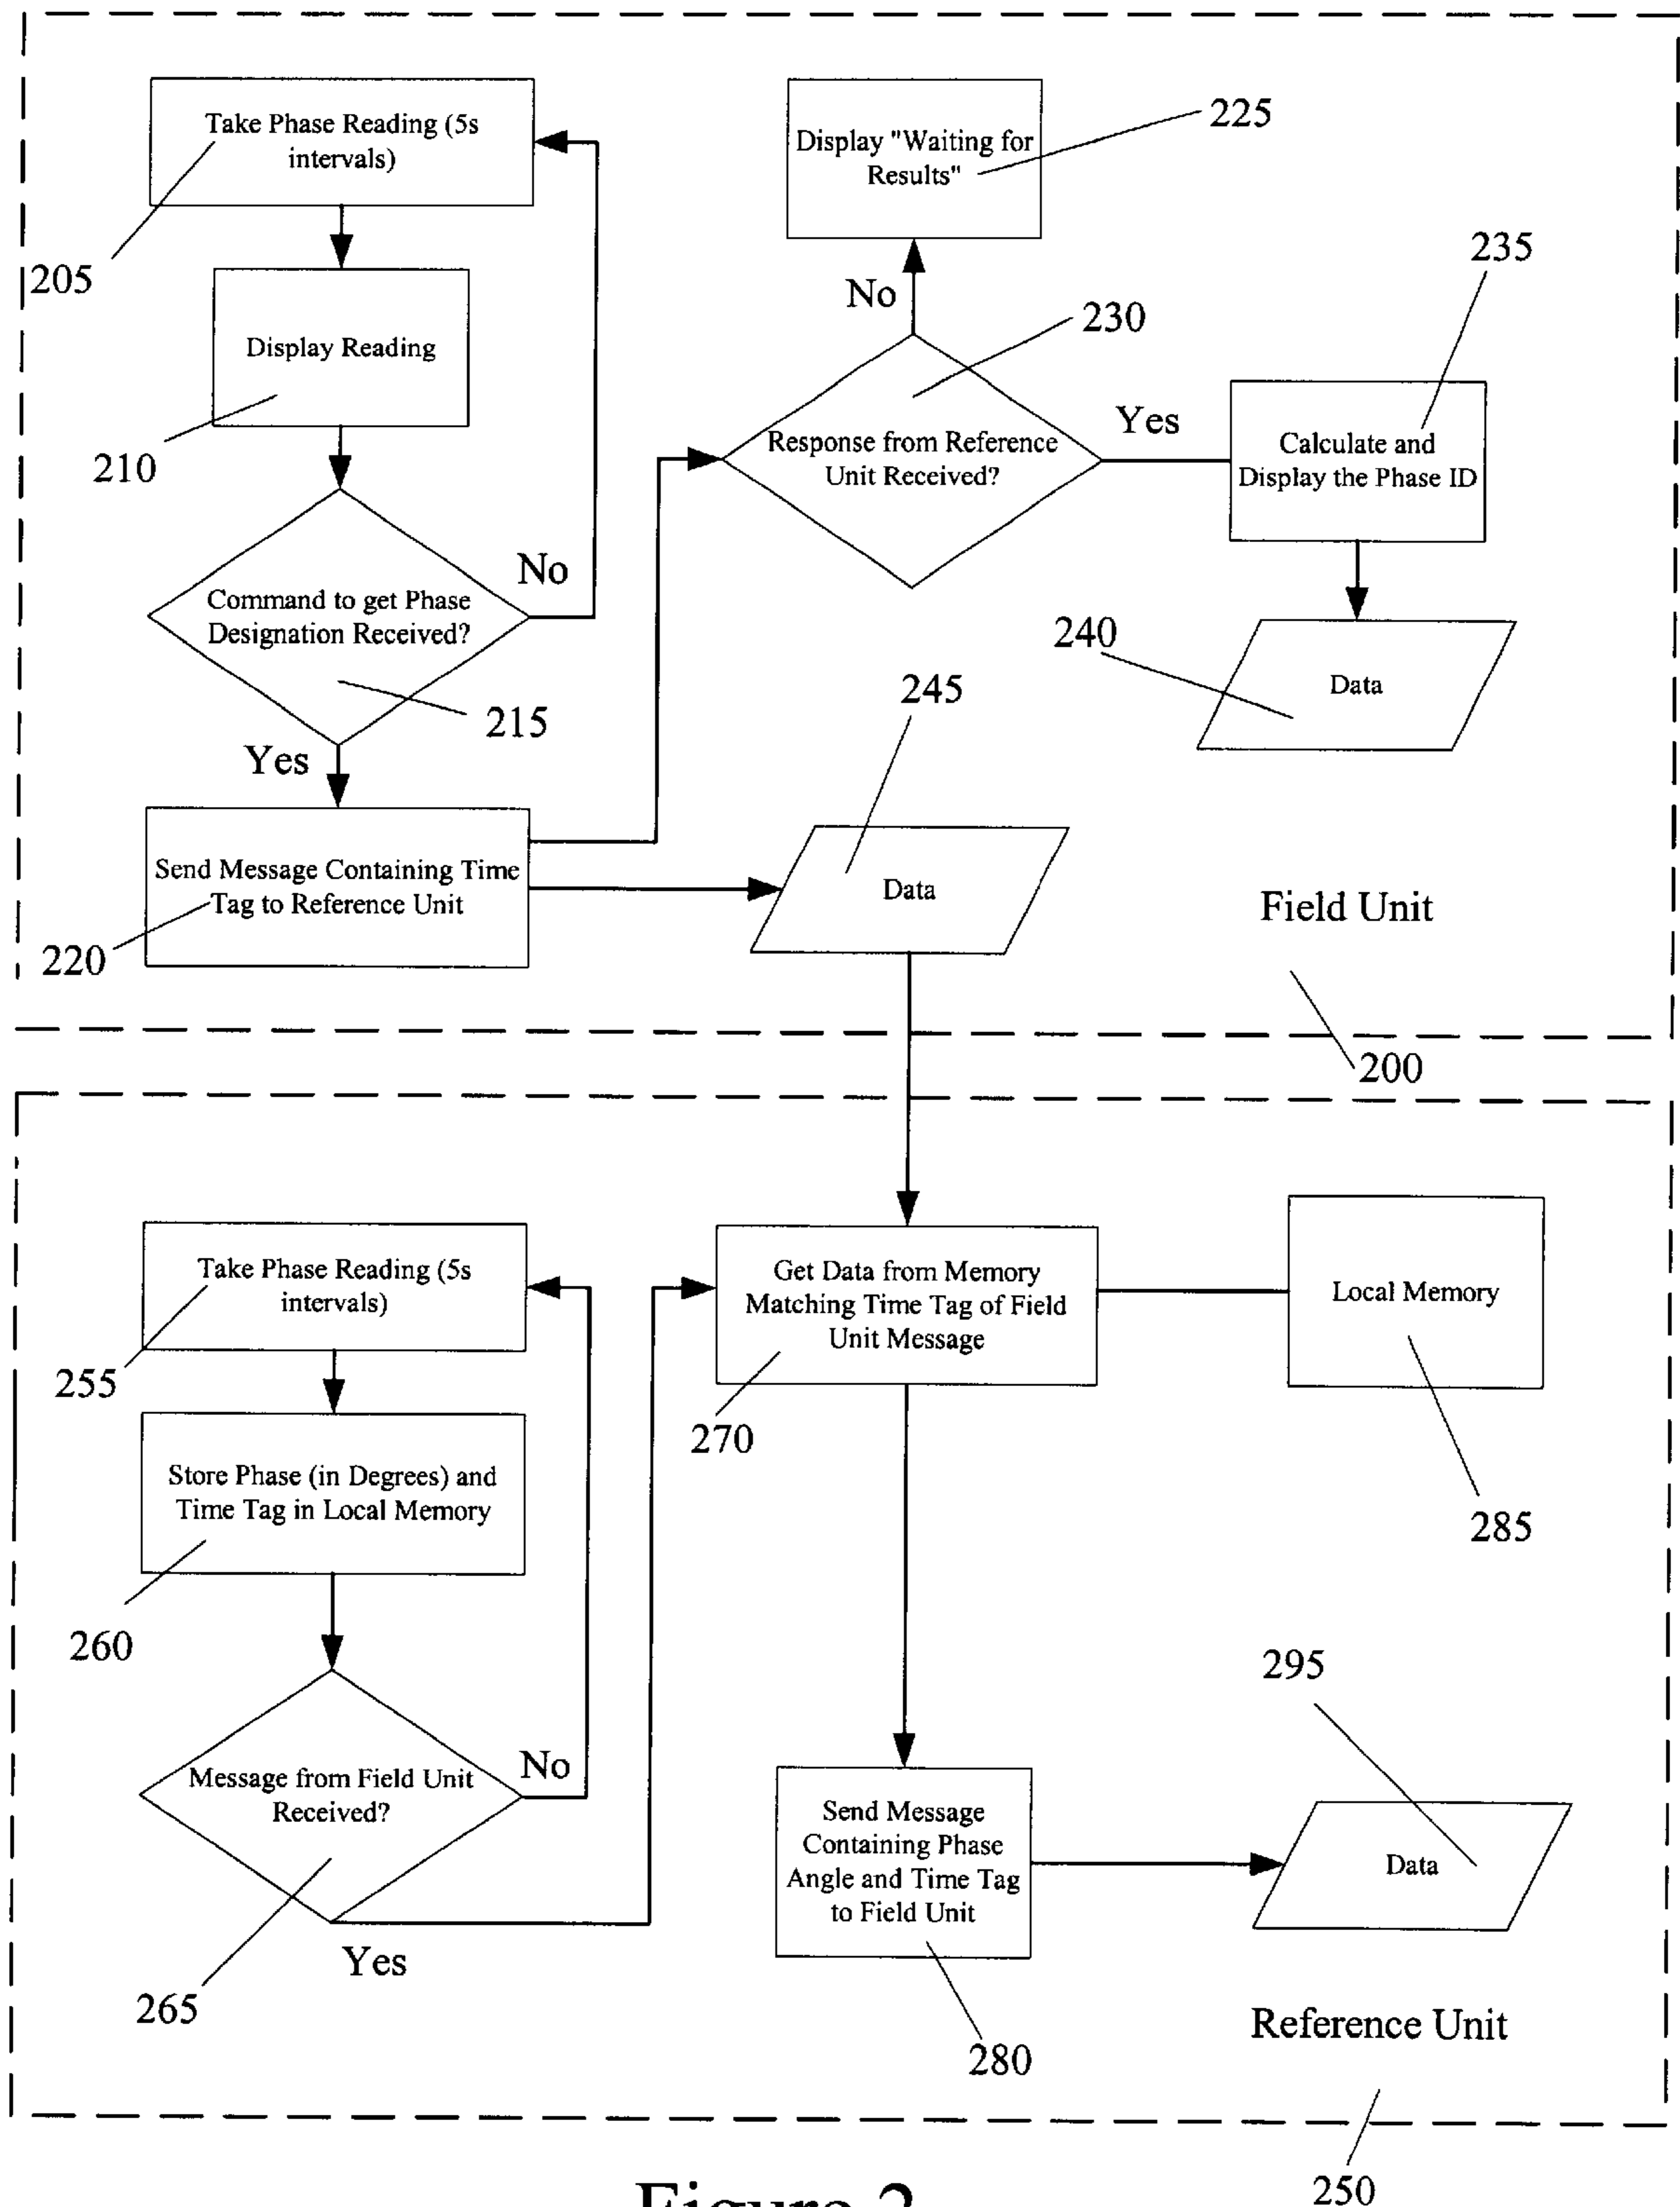 Take Phase Reading (5s
intervals)
205
Display Reading
210
Command to get Phase
Designation Received?
No
215
Yes
Send Message Containing Time
Tag to Reference Unit
220
Display "Waiting for
Results"
225
No
230
Response from Reference
Unit Received?
Yes
235
Calculate and
Display the Phase ID
240
Data
245
Data
Field Unit
200
Take Phase Reading (5s
intervals)
255
Store Phase (in Degrees) and
Time Tag in Local Memory
260
Message from Field Unit
Received?
No
265
Yes
Get Data from Memory
Matching Time Tag of Field
Unit Message
270
Local Memory
285
Send Message
Containing Phase
Angle and Time Tag
to Field Unit
280
295
Data
Reference Unit
250
Figure 2